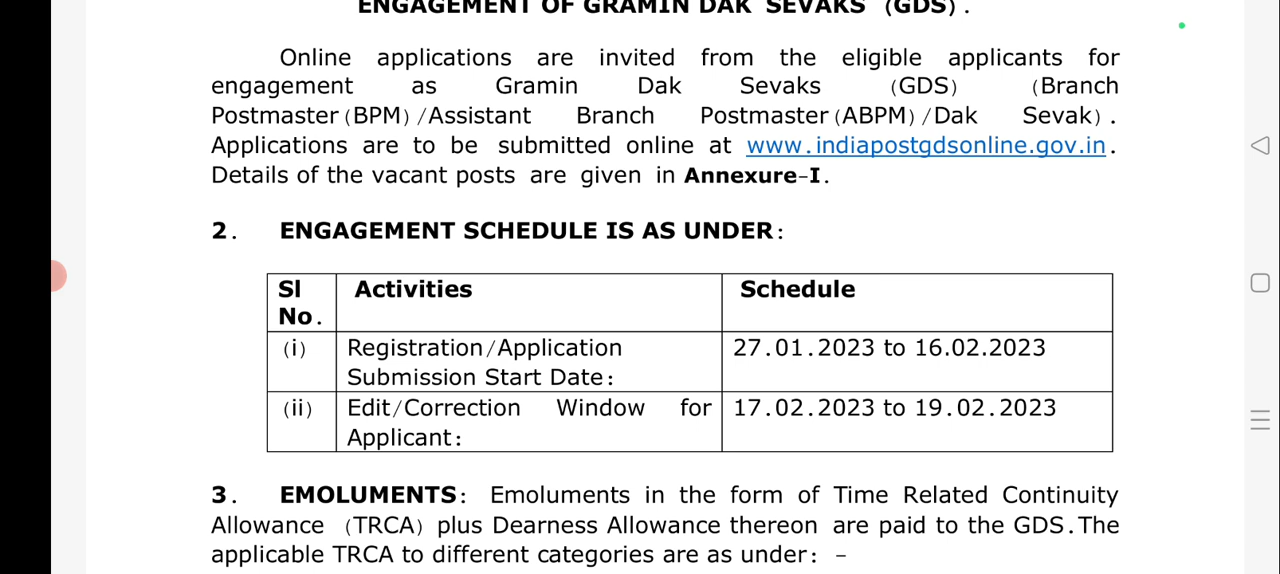 ENGAGEMENT OF GRAMIN DAK SEVAKS (GDS).
Online applications are invited from the eligible applicants for
engagement as Gramin Dak Sevaks (GDS) (Branch
Postmaster(BPM)/Assistant Branch Postmaster(ABPM)/Dak Sevak).
Applications are to be submitted online at www.indiapostgdsonline.gov.in.
Details of the vacant posts are given in Annexure-I.
2. ENGAGEMENT SCHEDULE IS AS UNDER:
Sl No. Activities Schedule
(i) Registration/Application 27.01.2023 to 16.02.2023
Submission Start Date:
(ii) Edit/Correction Window for 17.02.2023 to 19.02.2023
Applicant:
3. EMOLUMENTS: Emoluments in the form of Time Related Continuity
Allowance (TRCA) plus Dearness Allowance thereon are paid to the GDS.The
applicable TRCA to different categories are as under: –